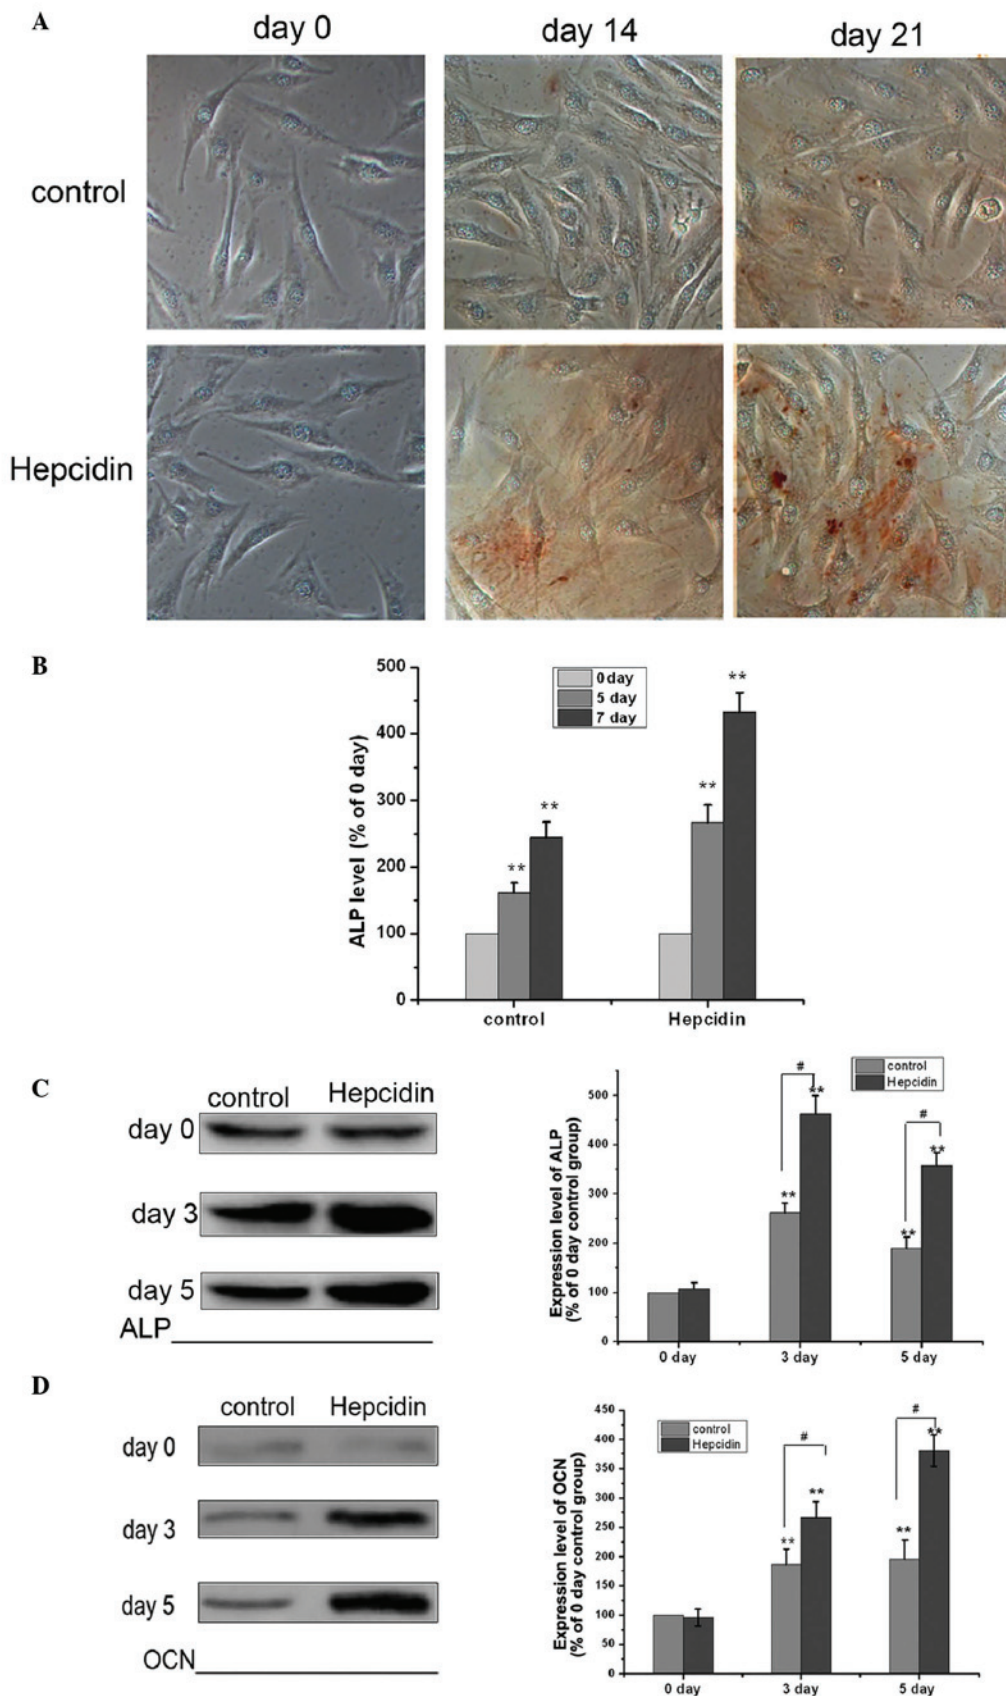 A
day 0 day 14 day 21
control
Hepcidin
B
500
400
300
200
100
0
ALP level (% of 0 day)
0 day
5 day
7 day
**
**
**
**
control Hepcidin
C
control Hepcidin
day 0
day 3
day 5
ALP
500
400
300
200
100
0
Expression level of ALP
(% of 0 day control group)
control
Hepcidin
#
**
**
#
**
**
0 day 3 day 5 day
D
control Hepcidin
day 0
day 3
day 5
OCN
450
400
350
300
250
200
150
100
50
0
Expression level of OCN
(% of 0 day control group)
control
Hepcidin
#
**
**
#
**
**
0 day 3 day 5 day